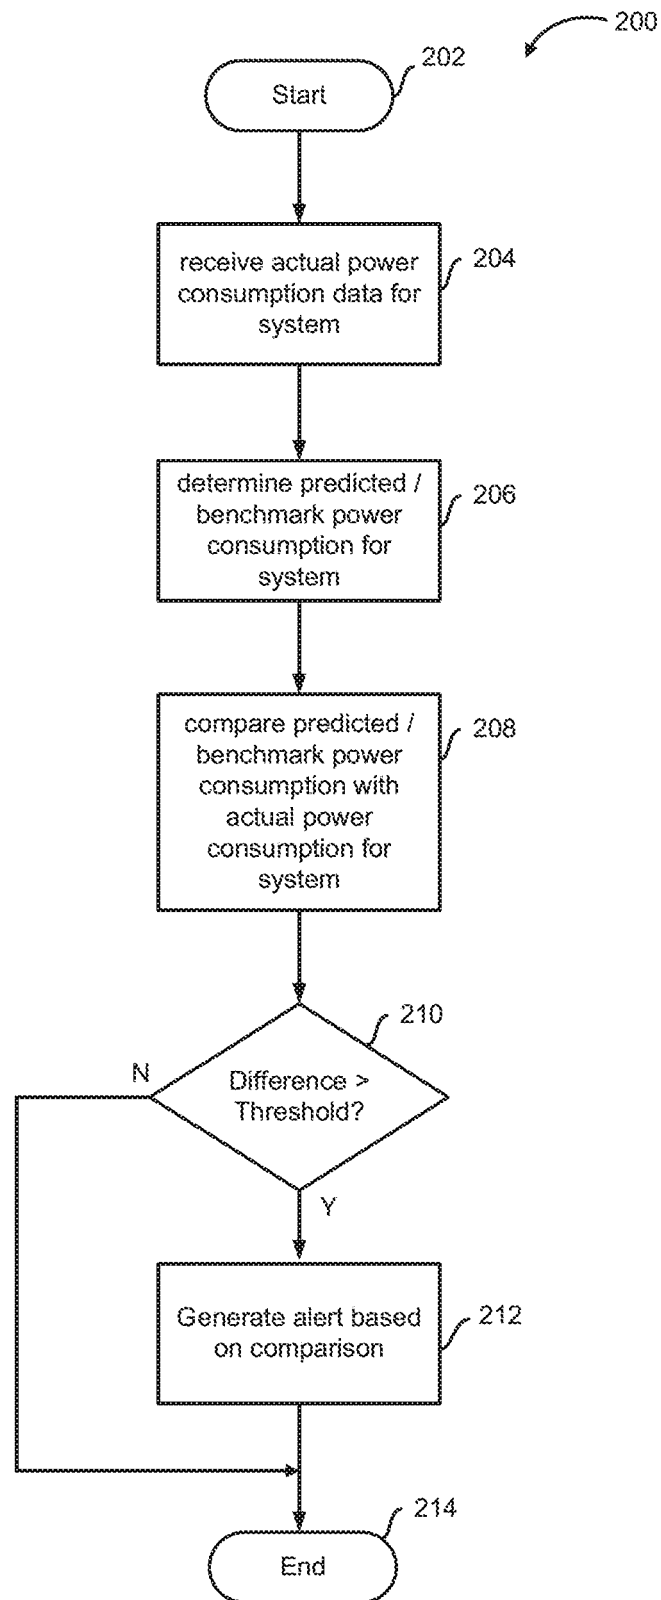 200
202
Start
204
receive actual power
consumption data for
system
206
determine predicted /
benchmark power
consumption for
system
208
compare predicted /
benchmark power
consumption with
actual power
consumption for
system
210
N
Difference >
Threshold?
Y
212
Generate alert based
on comparison
214
End